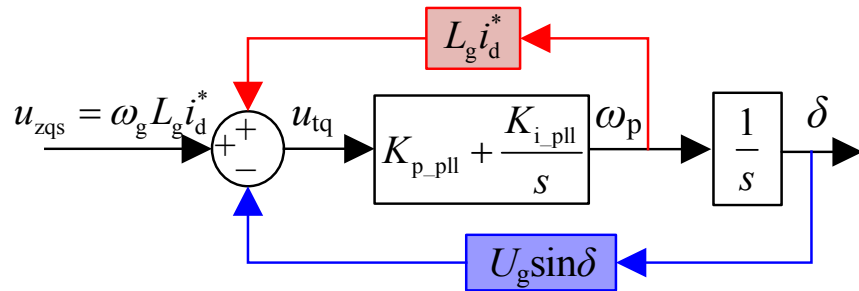 L_g i_d^*
u_zqs = ω_g L_g i_d^*
+
+
−
u_tq
K_p_pll + K_i_pll / s
ω_p
1 / s
δ
U_g sinδ